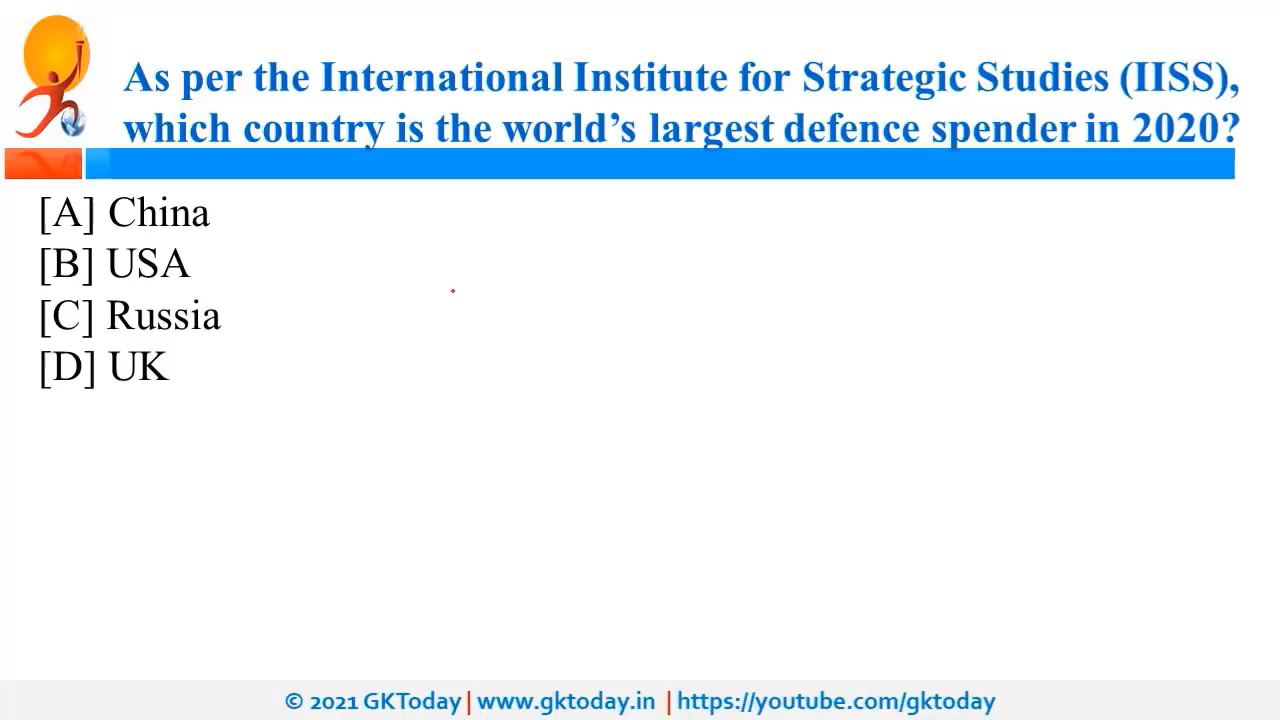 As per the International Institute for Strategic Studies (IISS),
which country is the world’s largest defence spender in 2020?
[A] China
[B] USA
[C] Russia
[D] UK
© 2021 GKToday | www.gktoday.in | https://youtube.com/gktoday